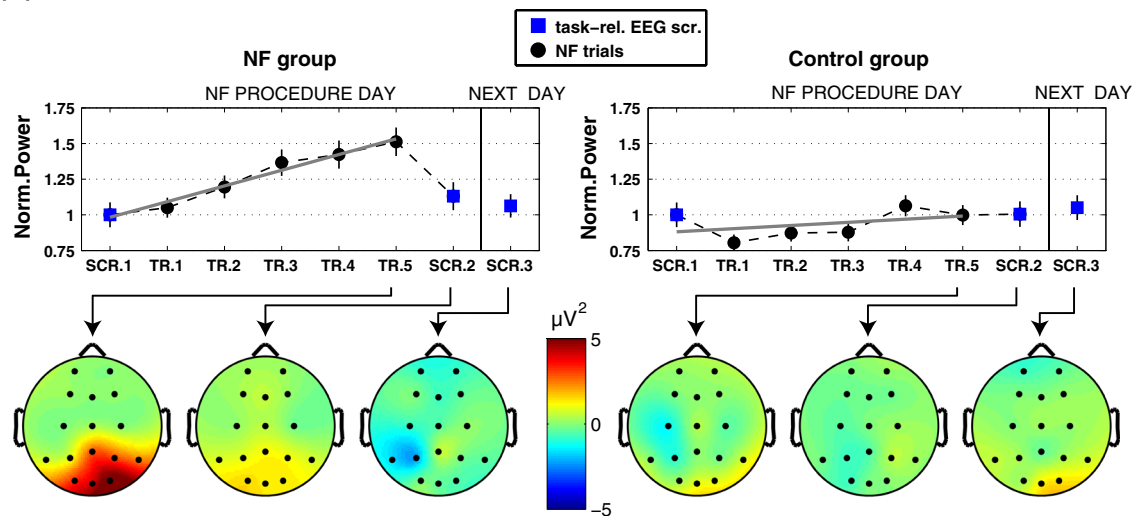 task−rel. EEG scr.
NF trials
NF group
Control group
NF PROCEDURE DAY
NEXT DAY
NF PROCEDURE DAY
NEXT DAY
Norm.Power
1.75
1.5
1.25
1
0.75
SCR.1 TR.1 TR.2 TR.3 TR.4 TR.5 SCR.2 SCR.3
Norm.Power
1.75
1.5
1.25
1
0.75
SCR.1 TR.1 TR.2 TR.3 TR.4 TR.5 SCR.2 SCR.3
µV²
5
0
−5